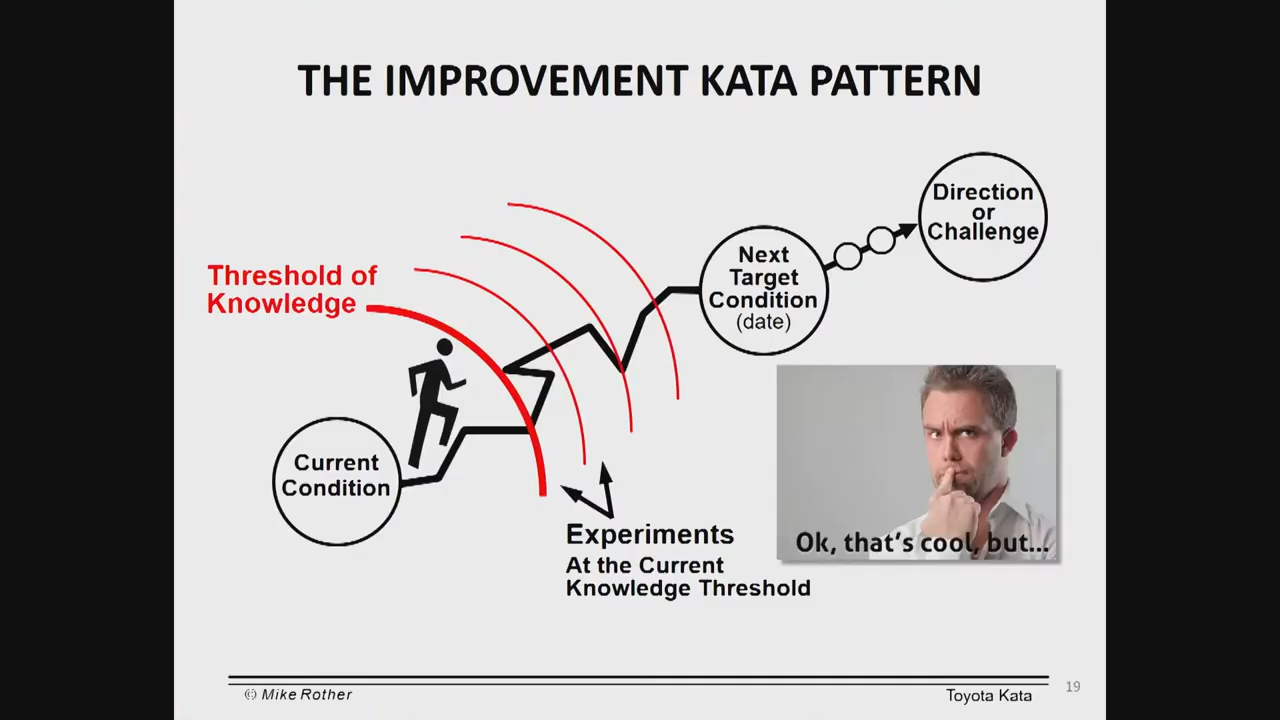 THE IMPROVEMENT KATA PATTERN
Direction
or
Challenge
Next
Target
Condition
(date)
Threshold of
Knowledge
Current
Condition
Ok, that's cool, but...
Experiments
At the Current
Knowledge Threshold
© Mike Rother
Toyota Kata
19